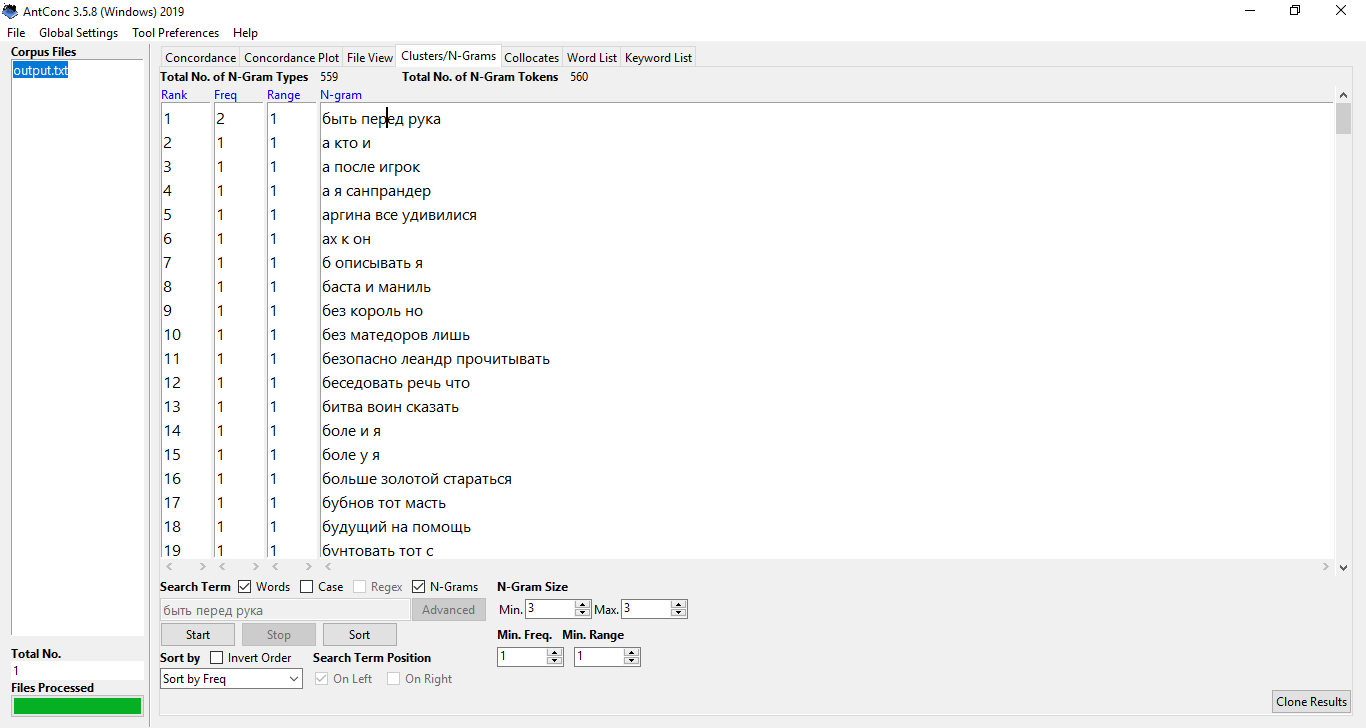 AntConc 3.5.8 (Windows) 2019
File Global Settings Tool Preferences Help
Corpus Files
output.txt
Concordance Concordance Plot File View Clusters/N-Grams Collocates Word List Keyword List
Total No. of N-Gram Types 559 Total No. of N-Gram Tokens 560
Rank Freq Range N-gram
1 2 1 быть перед рука
2 1 1 а кто и
3 1 1 а после игрок
4 1 1 а я санпрандер
5 1 1 аргина все удивилися
6 1 1 ах к он
7 1 1 б описывать я
8 1 1 баста и маниль
9 1 1 без король но
10 1 1 без матедоров лишь
11 1 1 безопасно леандр прочитывать
12 1 1 беседовать речь что
13 1 1 битва воин сказать
14 1 1 боле и я
15 1 1 боле у я
16 1 1 больше золотой стараться
17 1 1 бубнов тот масть
18 1 1 будущий на помощь
19 1 1 бунтовать тот с
Search Term Words Case Regex N-Grams N-Gram Size
быть перед рука Advanced Min. 3 Max. 3
Start Stop Sort Min. Freq. Min. Range
1 1
Sort by Invert Order Search Term Position
Sort by Freq On Left On Right
Total No.
1
Files Processed
Clone Results